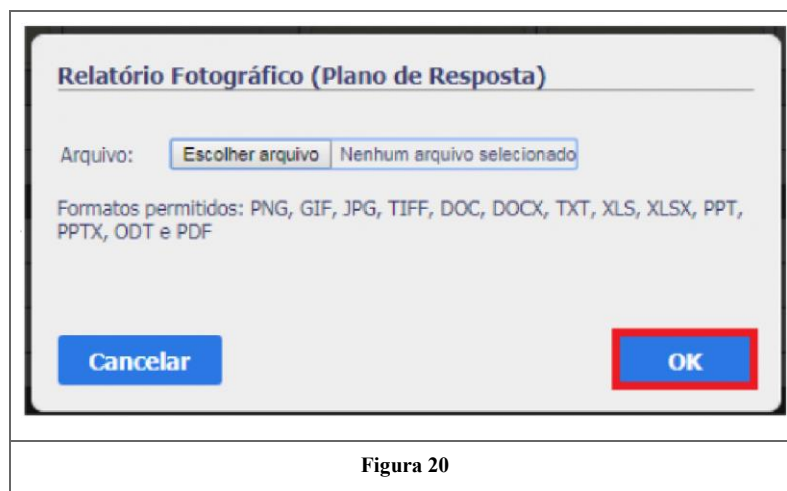 Relatório Fotográfico (Plano de Resposta)
Arquivo: Escolher arquivo Nenhum arquivo selecionado
Formatos permitidos: PNG, GIF, JPG, TIFF, DOC, DOCX, TXT, XLS, XLSX, PPT,
PPTX, ODT e PDF
Cancelar OK
Figura 20